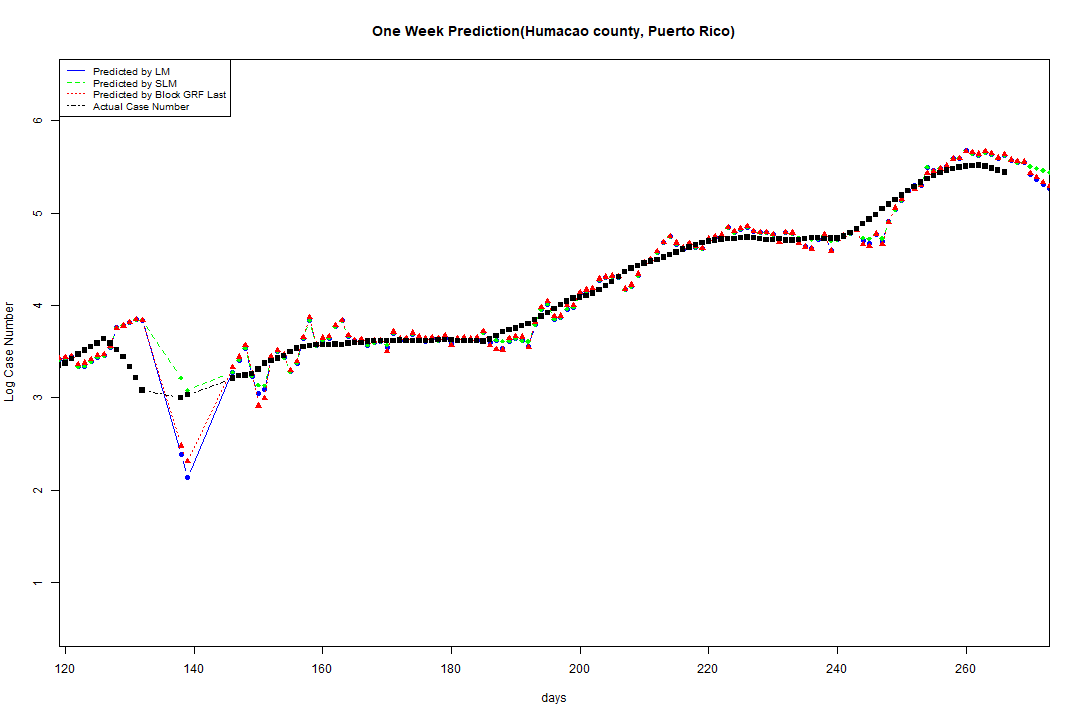 One Week Prediction(Humacao county, Puerto Rico)
Predicted by LM
Predicted by SLM
Predicted by Block GRF Last
Actual Case Number
6
5
4
3
2
1
Log Case Number
120 140 160 180 200 220 240 260
days